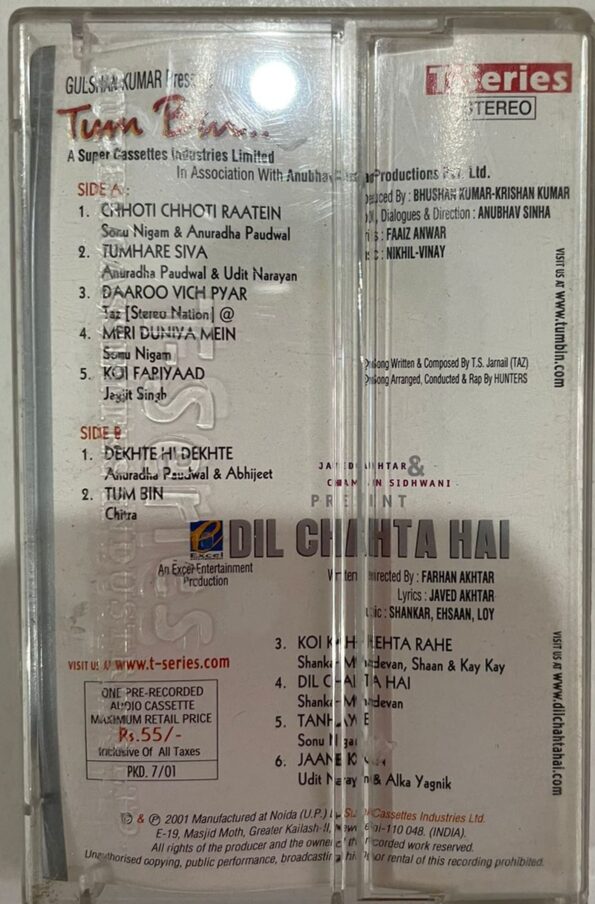 GULSHAN KUMAR Presents
T-Series
STEREO
Tum Bin...
A Super Cassettes Industries Limited
In Association With Anubhav Productions Pvt. Ltd.
Produced By : BHUSHAN KUMAR-KRISHAN KUMAR
Dialogues & Direction : ANUBHAV SINHA
: FAAIZ ANWAR
: NIKHIL-VINAY
SIDE A :
1. CHHOTI CHHOTI RAATEIN
Sonu Nigam & Anuradha Paudwal
2. TUMHARE SIVA
Anuradha Paudwal & Udit Narayan
3. DAAROO VICH PYAR
Taz [Stereo Nation] @
4. MERI DUNIYA MEIN
Sonu Nigam
5. KOI FARIYAAD
Jagjit Singh
@Song Written & Composed By T.S. Jarnail (TAZ)
@Song Arranged, Conducted & Rap By HUNTERS
VISIT US AT www.tumbin.com
SIDE B
1. DEKHTE HI DEKHTE
Anuradha Paudwal & Abhijeet
2. TUM BIN
Chitra
JAVED AKHTAR &
SIDHWANI
PRESENT
e
Excel
DIL CHAHTA HAI
An Excel Entertainment
Production
Written & Directed By : FARHAN AKHTAR
Lyrics : JAVED AKHTAR
Music : SHANKAR, EHSAAN, LOY
3. KOI KAHE KEHTA RAHE
Shankar Mahadevan, Shaan & Kay Kay
4. DIL CHAHTA HAI
Shankar Mahadevan
5. TANHAYEE
Sonu Nigam
6. JAANE KYON
Udit Narayan & Alka Yagnik
VISIT US AT www.dilchahtahai.com
VISIT US AT www.t-series.com
ONE PRE-RECORDED
AUDIO CASSETTE
MAXIMUM RETAIL PRICE
Rs.55/-
Inclusive Of All Taxes
PKD. 7/01
T-Series
© & ℗ 2001 Manufactured at Noida (U.P.) by Super Cassettes Industries Ltd.
E-19, Masjid Moth, Greater Kailash-II, New Delhi-110 048. (INDIA).
All rights of the producer and the owner of the recorded work reserved.
Unauthorised copying, public performance, broadcasting hiring or rental of this recording prohibited.